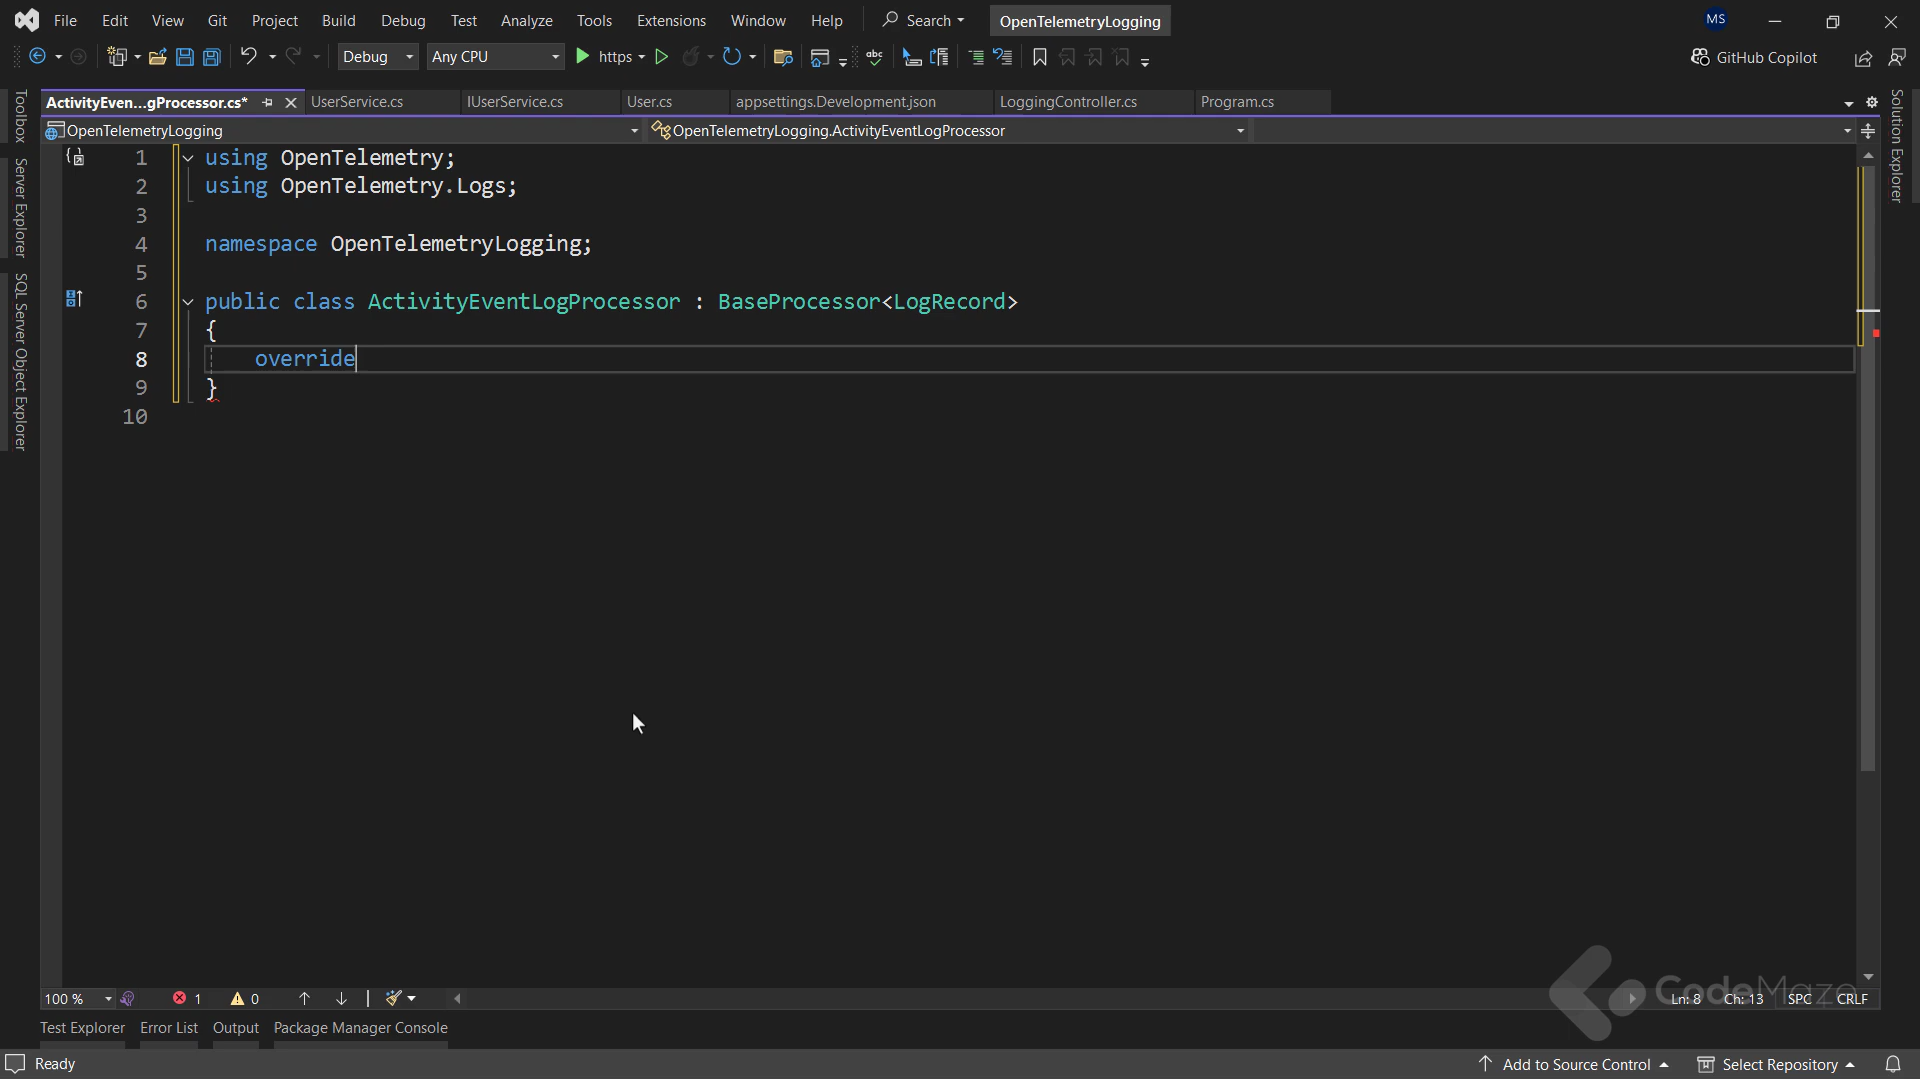 File Edit View Git Project Build Debug Test Analyze Tools Extensions Window Help Search OpenTelemetryLogging MS
Debug Any CPU https abc GitHub Copilot
ActivityEven...gProcessor.cs* UserService.cs IUserService.cs User.cs appsettings.Development.json LoggingController.cs Program.cs
OpenTelemetryLogging OpenTelemetryLogging.ActivityEventLogProcessor
Toolbox
Server Explorer
SQL Server Object Explorer
Solution Explorer
1 using OpenTelemetry;
2 using OpenTelemetry.Logs;
3
4 namespace OpenTelemetryLogging;
5
6 public class ActivityEventLogProcessor : BaseProcessor<LogRecord>
7 {
8 override
9 }
10
100 % 1 0 Ln: 8 Ch: 13 SPC CRLF
CodeMaze
Test Explorer Error List Output Package Manager Console
Ready Add to Source Control Select Repository